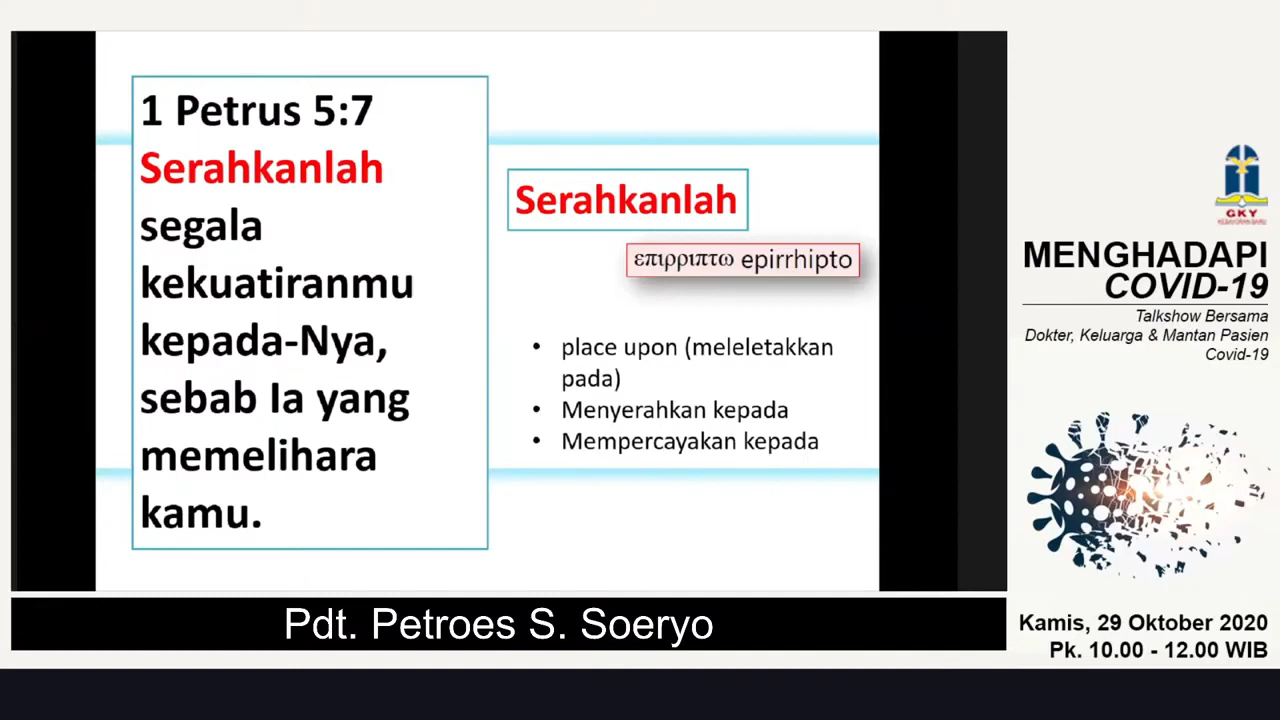 1 Petrus 5:7
Serahkanlah
segala
kekuatiranmu
kepada-Nya,
sebab Ia yang
memelihara
kamu.
Serahkanlah
επιρριπτω epirrhipto
• place upon (meleletakkan
pada)
• Menyerahkan kepada
• Mempercayakan kepada
GKY
KEBAYORAN BARU
MENGHADAPI
COVID-19
Talkshow Bersama
Dokter, Keluarga & Mantan Pasien
Covid-19
Kamis, 29 Oktober 2020
Pk. 10.00 - 12.00 WIB
Pdt. Petroes S. Soeryo